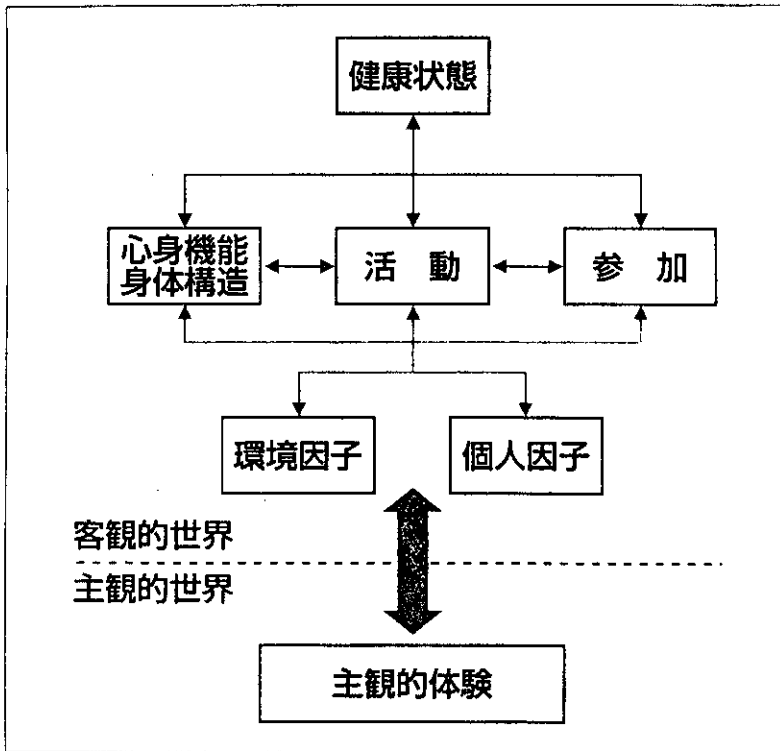 健康状態
心身機能
身体構造
活 動
参 加
環境因子
個人因子
客観的世界
主観的世界
主観的体験